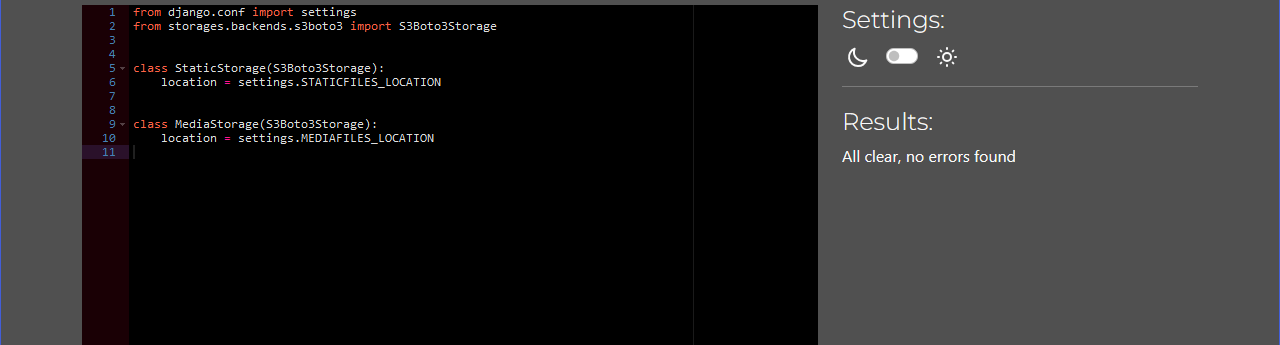 1 from django.conf import settings
2 from storages.backends.s3boto3 import S3Boto3Storage
3
4
5 class StaticStorage(S3Boto3Storage):
6     location = settings.STATICFILES_LOCATION
7
8
9 class MediaStorage(S3Boto3Storage):
10     location = settings.MEDIAFILES_LOCATION
11
Settings:
Results:
All clear, no errors found